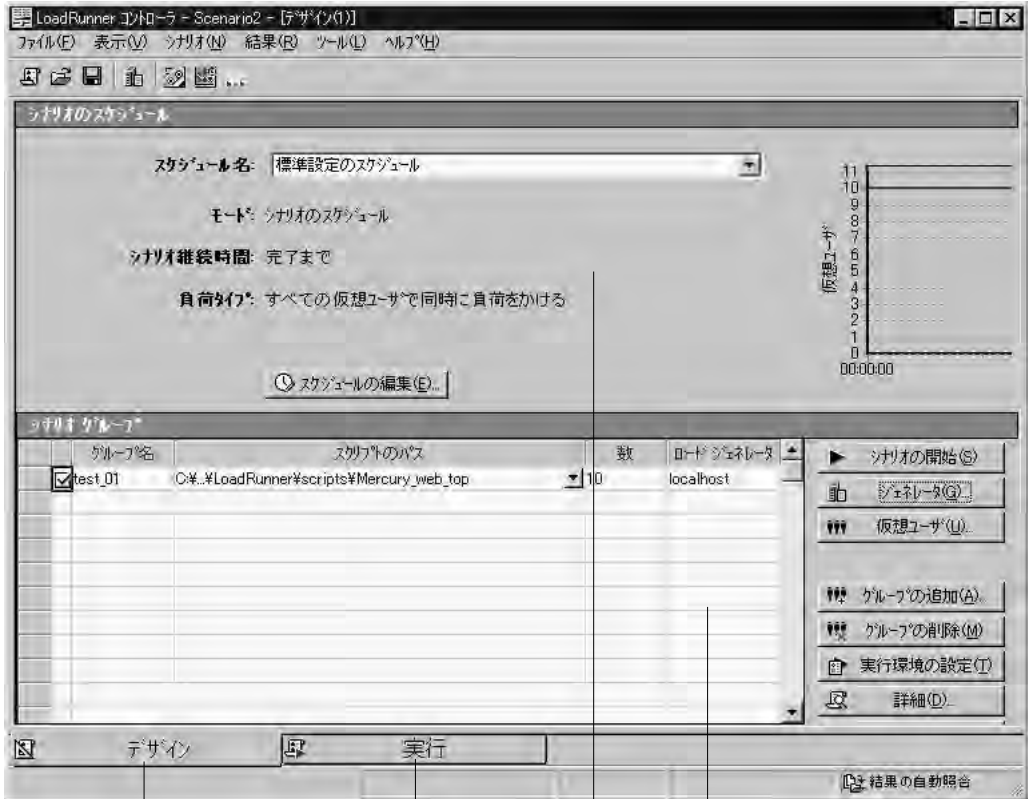 LoadRunner コントローラ - Scenario2 - [デザイン(1)]
ファイル(F) 表示(V) シナリオ(N) 結果(R) ツール(L) ヘルプ(H)
シナリオのスケジュール
スケジュール名: 標準設定のスケジュール
モード: シナリオのスケジュール
シナリオ継続時間: 完了まで
負荷タイプ: すべての仮想ユーザで同時に負荷をかける
スケジュールの編集(E)...
仮想ユーザ
11
10
9
8
7
6
5
4
3
2
1
0
00:00:00
シナリオ グループ
グループ名 スクリプトのパス 数 ロード ジェネレータ
test_01 C:¥...¥LoadRunner¥scripts¥Mercury_web_top 10 localhost
シナリオの開始(S)
ジェネレータ(G)...
仮想ユーザ(U)...
グループの追加(A)...
グループの削除(M)
実行環境の設定(T)
詳細(D)...
デザイン 実行
結果の自動照合